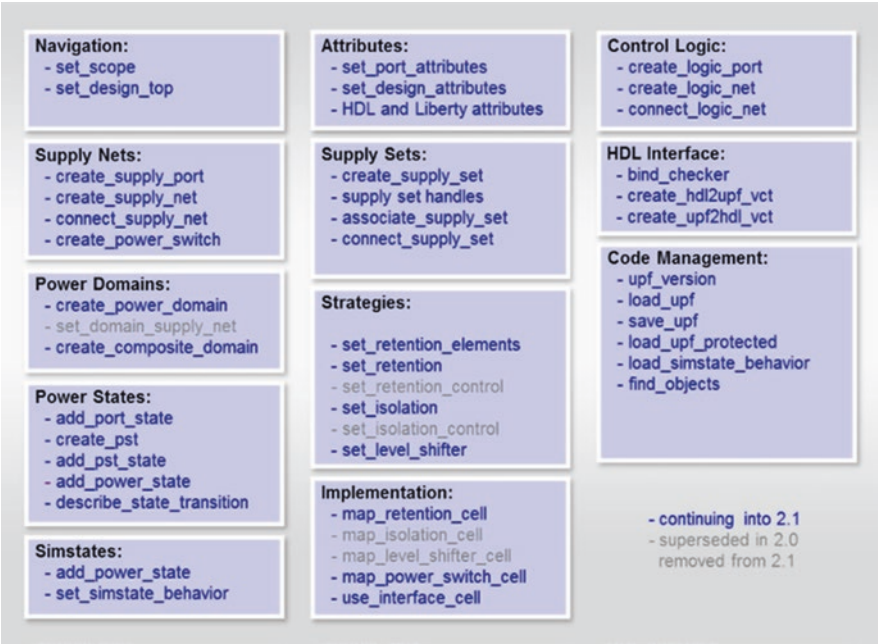 Navigation:
- set_scope
- set_design_top
Supply Nets:
- create_supply_port
- create_supply_net
- connect_supply_net
- create_power_switch
Power Domains:
- create_power_domain
- set_domain_supply_net
- create_composite_domain
Power States:
- add_port_state
- create_pst
- add_pst_state
- add_power_state
- describe_state_transition
Simstates:
- add_power_state
- set_simstate_behavior
Attributes:
- set_port_attributes
- set_design_attributes
- HDL and Liberty attributes
Supply Sets:
- create_supply_set
- supply set handles
- associate_supply_set
- connect_supply_set
Strategies:
- set_retention_elements
- set_retention
- set_retention_control
- set_isolation
- set_isolation_control
- set_level_shifter
Implementation:
- map_retention_cell
- map_isolation_cell
- map_level_shifter_cell
- map_power_switch_cell
- use_interface_cell
Control Logic:
- create_logic_port
- create_logic_net
- connect_logic_net
HDL Interface:
- bind_checker
- create_hdl2upf_vct
- create_upf2hdl_vct
Code Management:
- upf_version
- load_upf
- save_upf
- load_upf_protected
- load_simstate_behavior
- find_objects
- continuing into 2.1
- superseded in 2.0
removed from 2.1